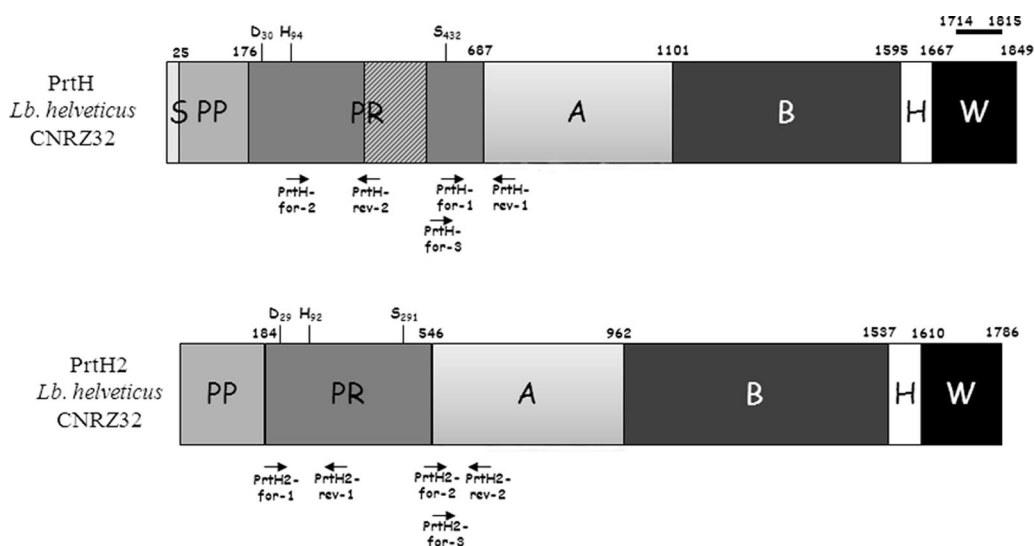 1714 1815
D30 H94 S432
25 176 687 1101 1595 1667 1849
PrtH
Lb. helveticus
CNRZ32
S PP PR A B H W
PrtH- PrtH- PrtH- PrtH-
for-2 rev-2 for-1 rev-1
PrtH-
for-3
D29 H92 S291
184 546 962 1537 1610 1786
PrtH2
Lb. helveticus
CNRZ32
PP PR A B H W
PrtH2- PrtH2- PrtH2- PrtH2-
for-1 rev-1 for-2 rev-2
PrtH2-
for-3